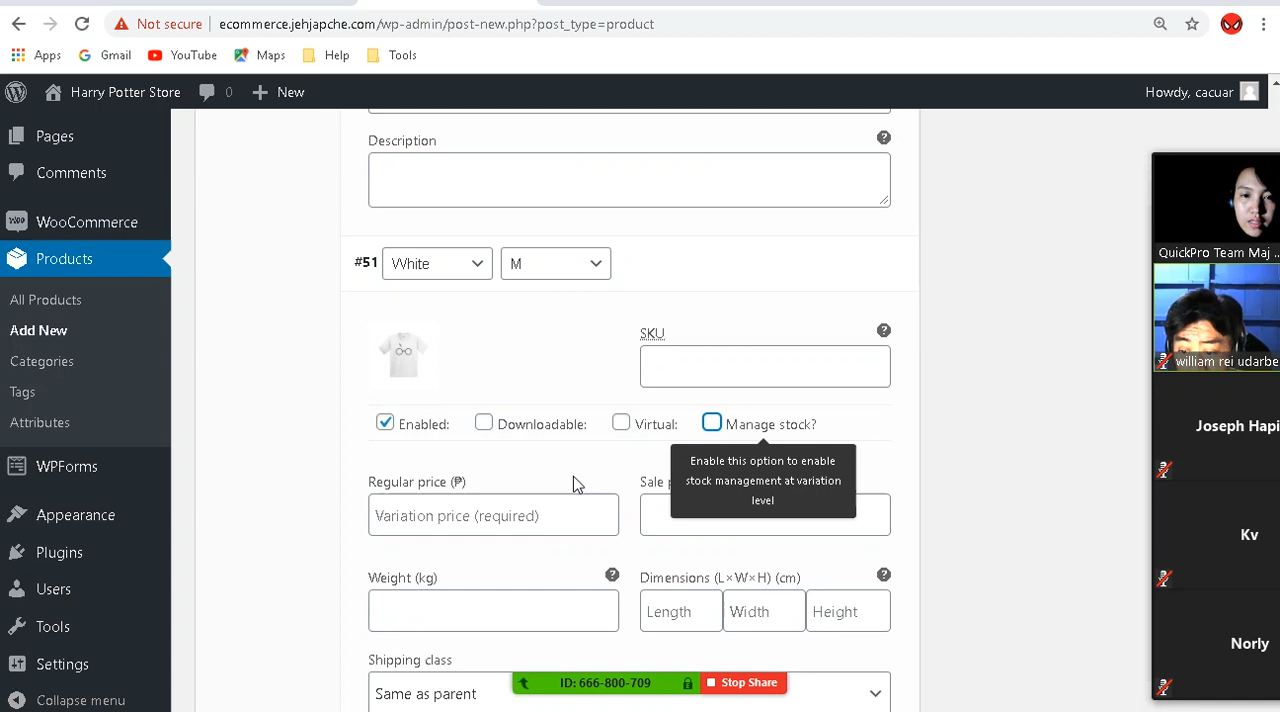 Not secure
ecommerce.jehjapche.com/wp-admin/post-new.php?post_type=product
Apps
Gmail
YouTube
Maps
Help
Tools
Harry Potter Store
0
New
Howdy, cacuar
Pages
Comments
WOO
WooCommerce
Products
All Products
Add New
Categories
Tags
Attributes
WPForms
Appearance
Plugins
Users
Tools
Settings
Collapse menu
Description
#51
White
M
SKU
Enabled:
Downloadable:
Virtual:
Manage stock?
Enable this option to enable
stock management at variation
level
Regular price (₱)
Sale p
Variation price (required)
Weight (kg)
Dimensions (L×W×H) (cm)
Length
Width
Height
Shipping class
Same as parent
ID: 666-800-709
Stop Share
QuickPro Team Maj ...
william rei udarbe
Joseph Hapi
Kv
Norly